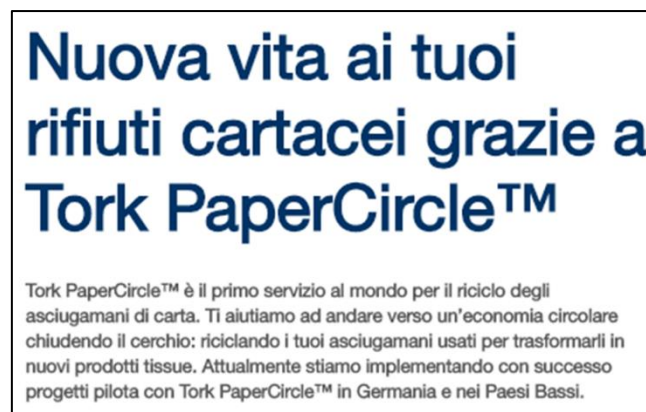 Nuova vita ai tuoi
rifiuti cartacei grazie a
Tork PaperCircle™
Tork PaperCircle™ è il primo servizio al mondo per il riciclo degli
asciugamani di carta. Ti aiutiamo ad andare verso un'economia circolare
chiudendo il cerchio: riciclando i tuoi asciugamani usati per trasformarli in
nuovi prodotti tissue. Attualmente stiamo implementando con successo
progetti pilota con Tork PaperCircle™ in Germania e nei Paesi Bassi.